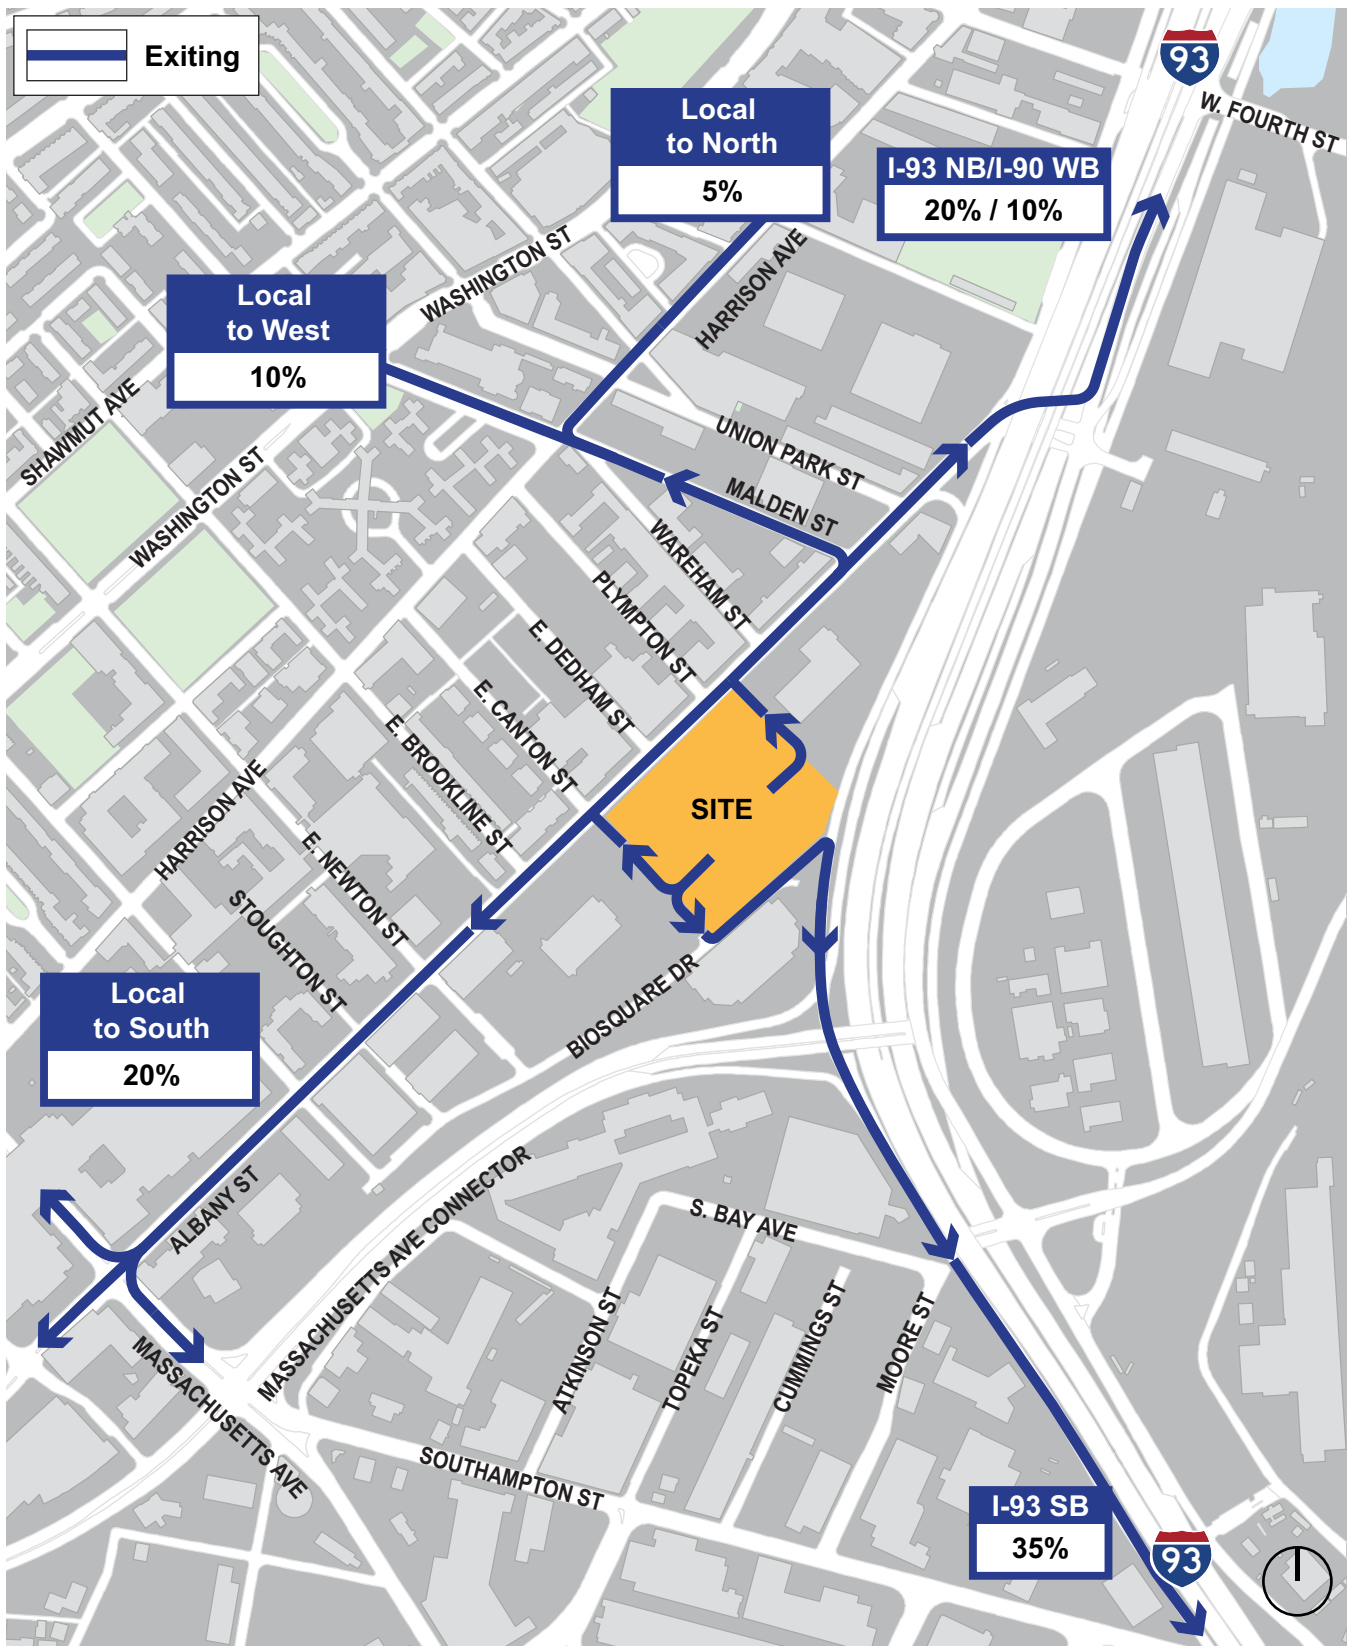 Exiting
93
W. FOURTH ST
Local
to North
5%
I-93 NB/I-90 WB
20% / 10%
WASHINGTON ST
HARRISON AVE
Local
to West
10%
SHAWMUT AVE
WASHINGTON ST
UNION PARK ST
MALDEN ST
WAREHAM ST
PLYMPTON ST
E. DEDHAM ST
E. CANTON ST
E. BROOKLINE ST
SITE
HARRISON AVE
E. NEWTON ST
STOUGHTON ST
BIOSQUARE DR
Local
to South
20%
ALBANY ST
MASSACHUSETTS AVE CONNECTOR
S. BAY AVE
ATKINSON ST
TOPEKA ST
CUMMINGS ST
MOORE ST
MASSACHUSETTS AVE
SOUTHAMPTON ST
I-93 SB
35%
93